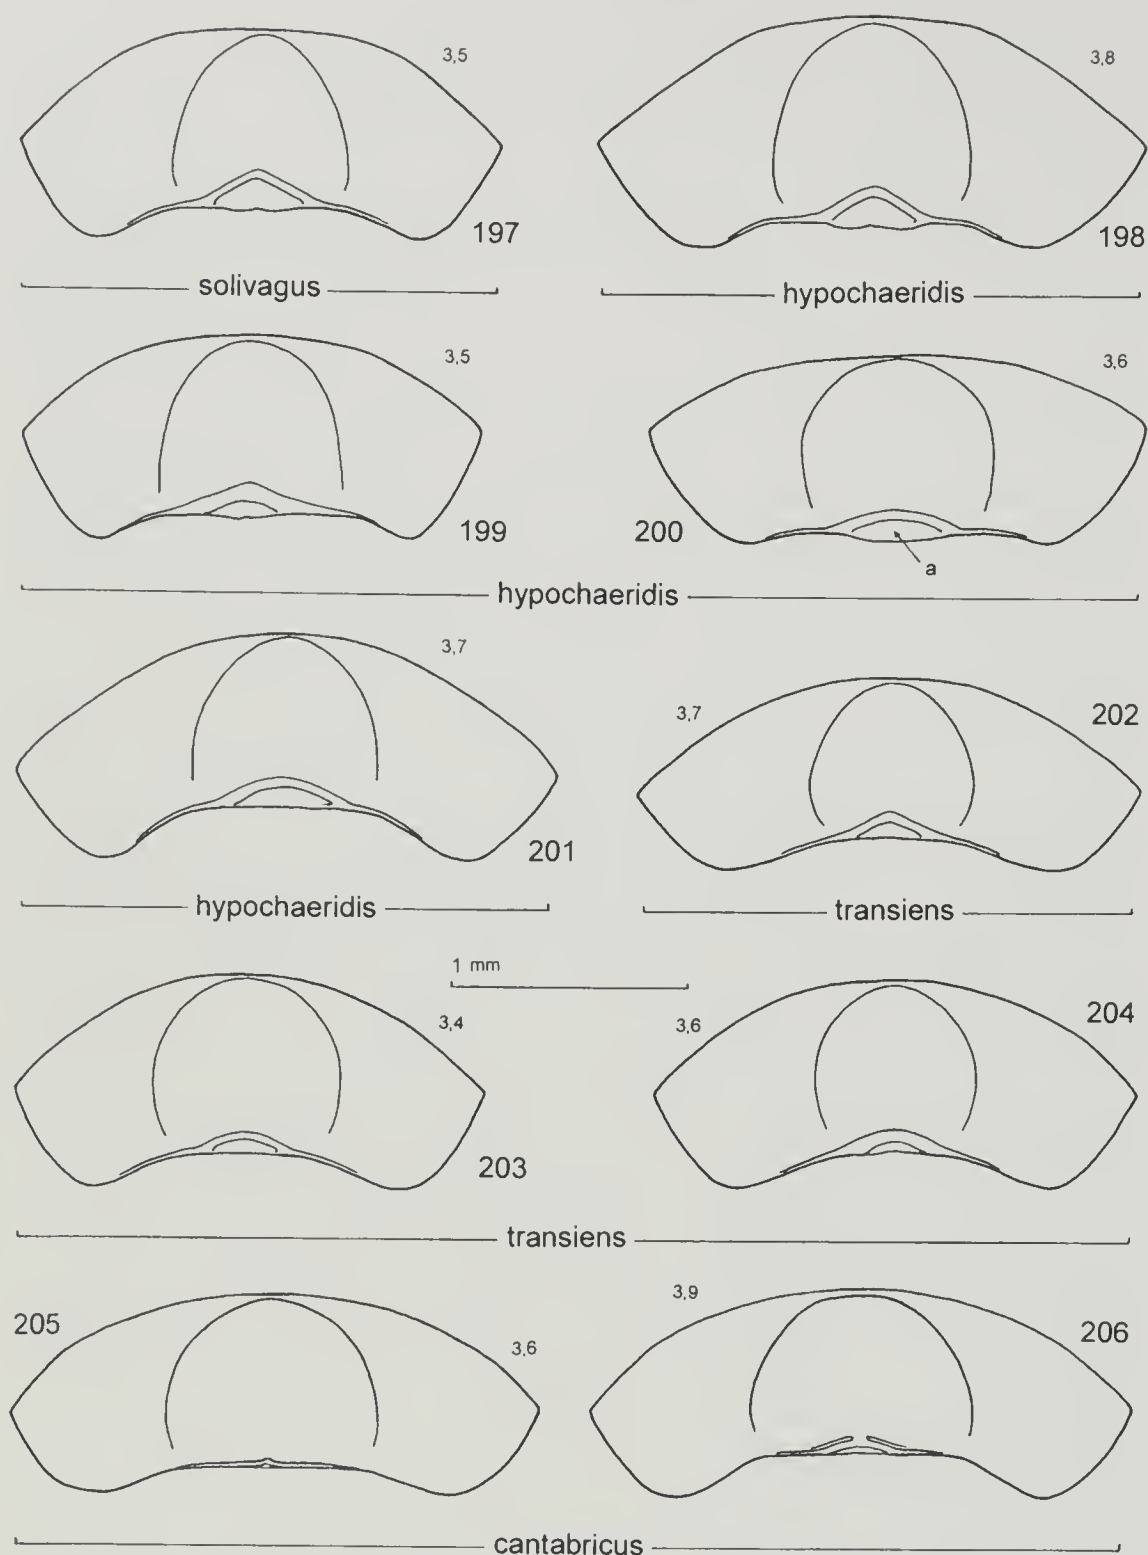 3,5
3,8
197
198
solivagus
hypochaeridis
3,5
3,6
199
200
a
hypochaeridis
3,7
3,7
202
201
hypochaeridis
transiens
1 mm
3,4
3,6
204
203
transiens
205
3,6
3,9
206
cantabricus